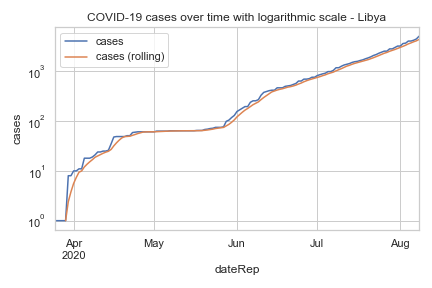 COVID-19 cases over time with logarithmic scale - Libya
cases
cases (rolling)
10³
10²
10¹
10⁰
cases
Apr
2020
May
Jun
Jul
Aug
dateRep